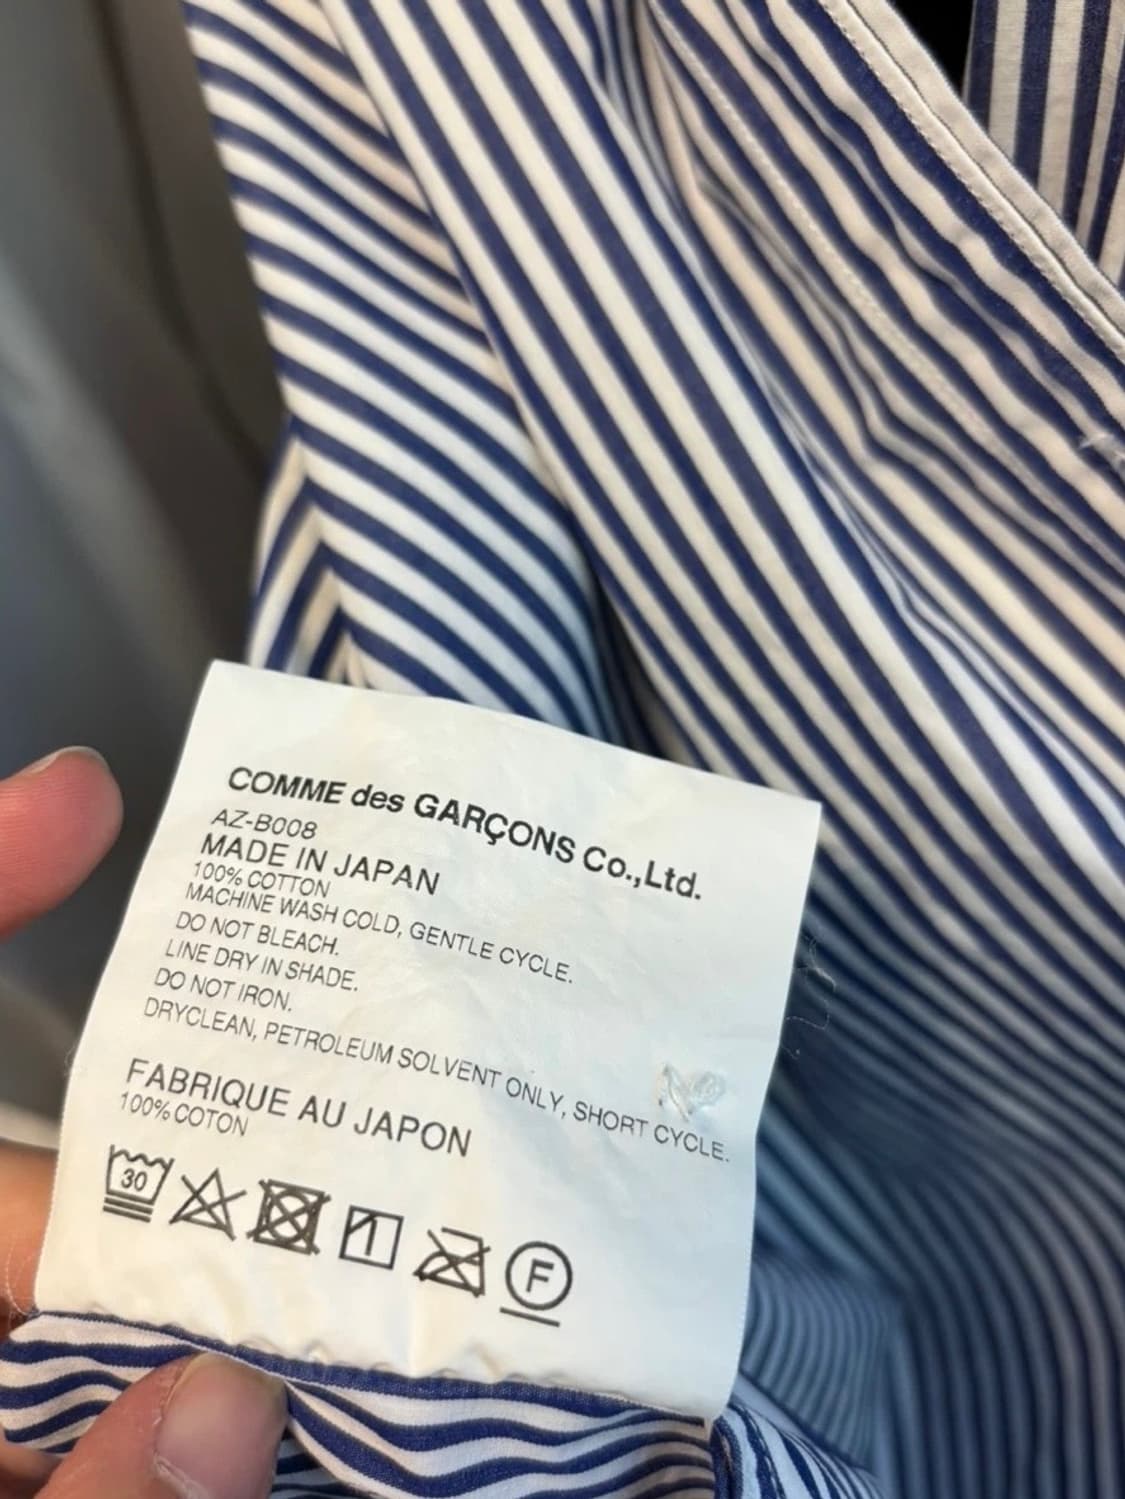 COMME des GARÇONS Co.,Ltd.
AZ-B008
MADE IN JAPAN
100% COTTON
MACHINE WASH COLD, GENTLE CYCLE.
DO NOT BLEACH.
LINE DRY IN SHADE.
DO NOT IRON.
DRYCLEAN, PETROLEUM SOLVENT ONLY, SHORT CYCLE.
FABRIQUE AU JAPON
100% COTON
30 F